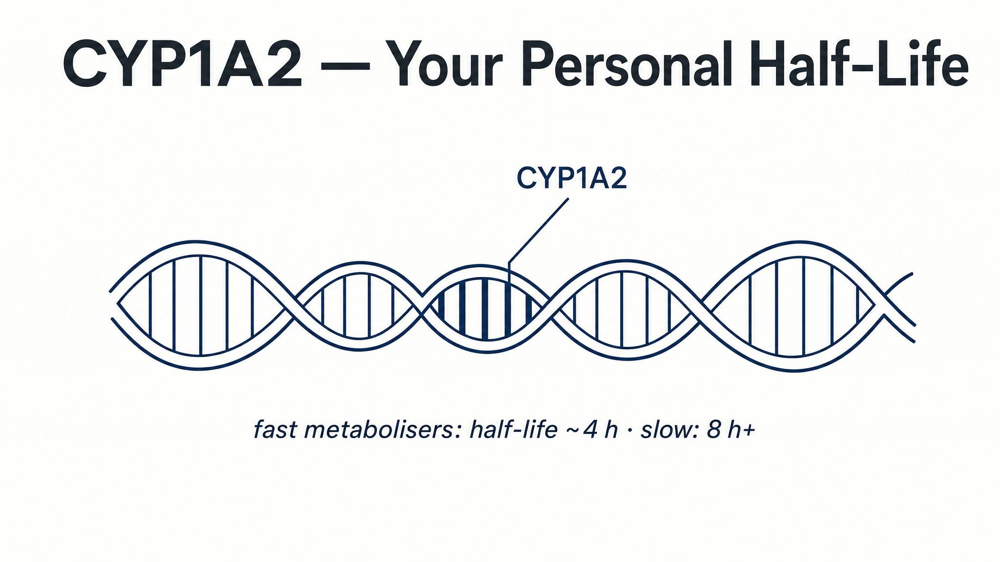 CYP1A2 — Your Personal Half-Life
CYP1A2
fast metabolisers: half-life ~4 h · slow: 8 h+